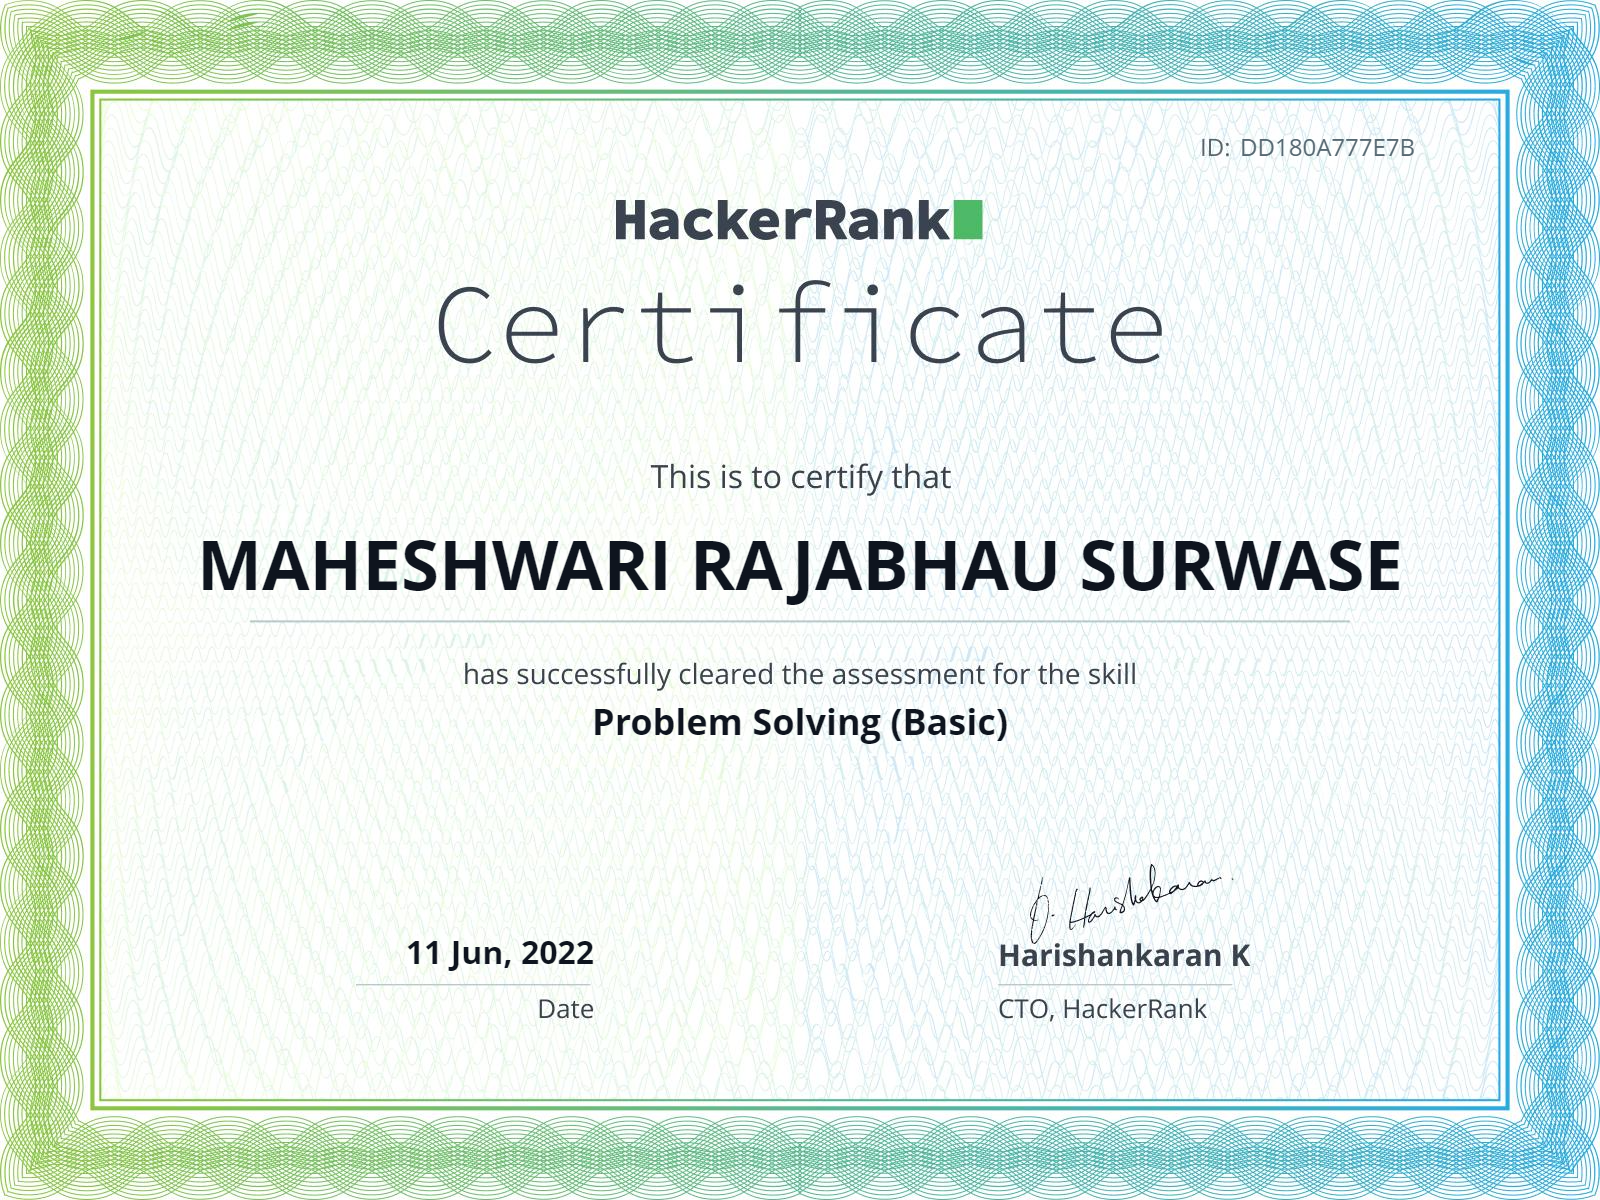 ID: DD180A777E7B
HackerRank
Certificate
This is to certify that
MAHESHWARI RAJABHAU SURWASE
has successfully cleared the assessment for the skill
Problem Solving (Basic)
H. Harishankaran
11 Jun, 2022
Harishankaran K
Date
CTO, HackerRank